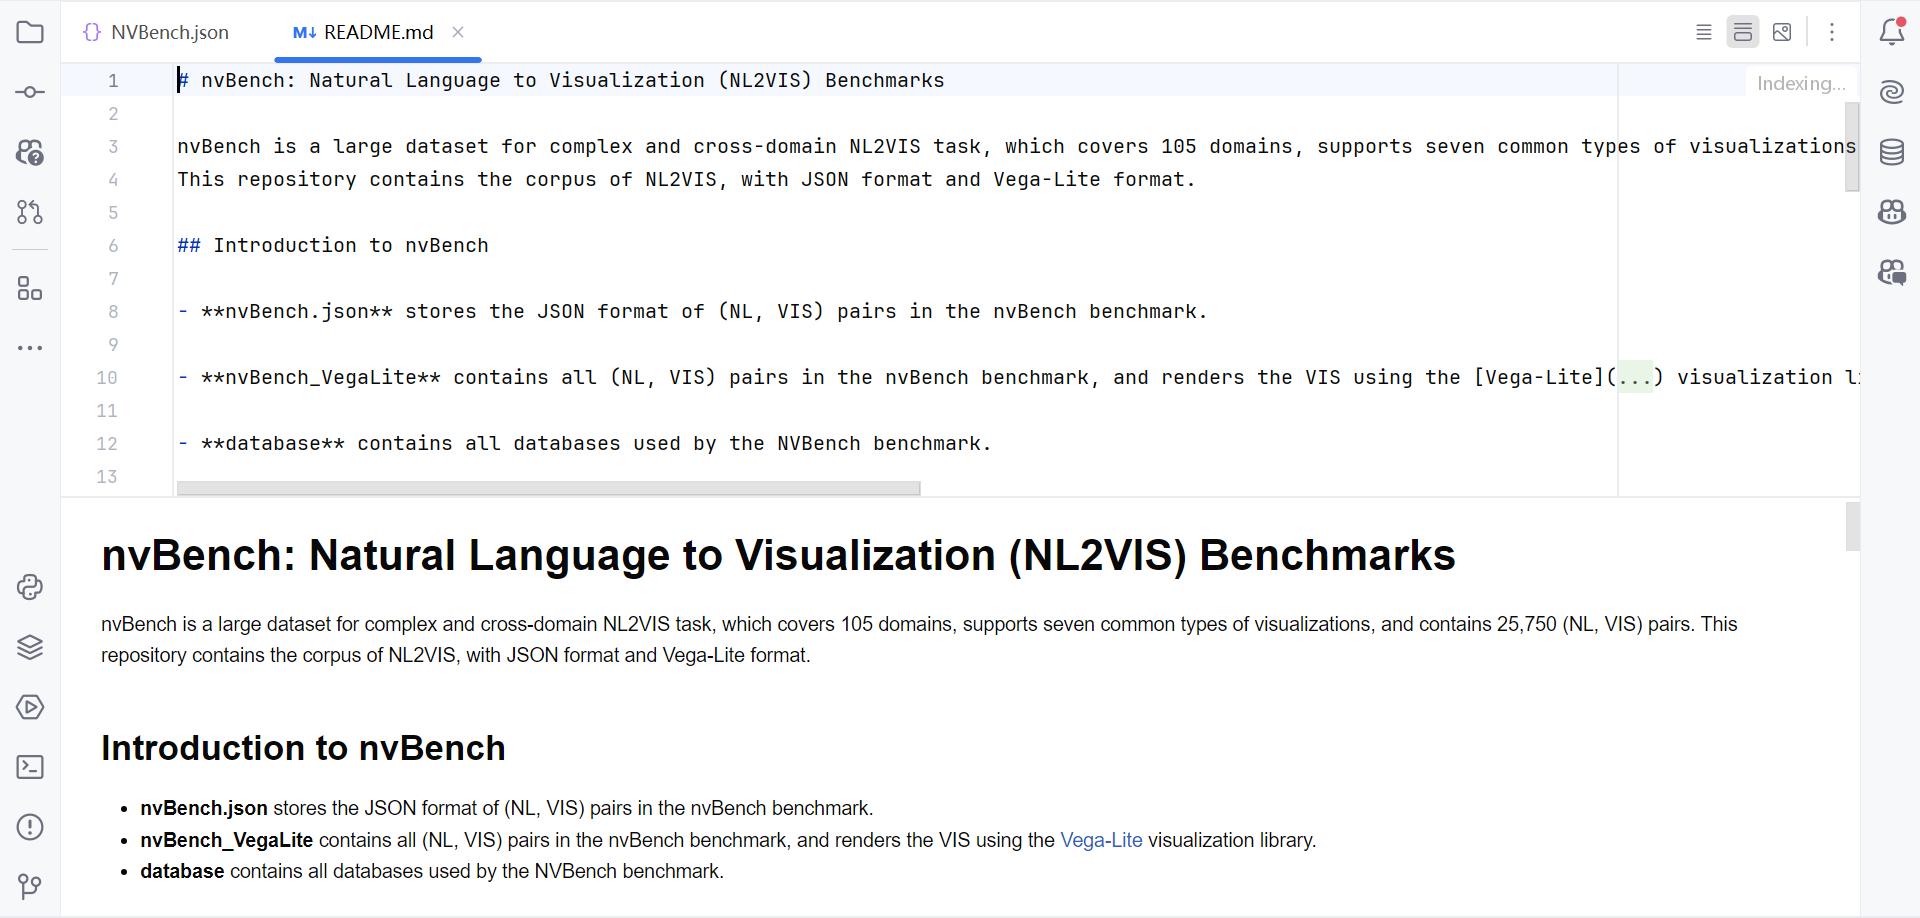 {} NVBench.json
M↓ README.md
1 # nvBench: Natural Language to Visualization (NL2VIS) Benchmarks
Indexing...
2
3 nvBench is a large dataset for complex and cross-domain NL2VIS task, which covers 105 domains, supports seven common types of visualizations
4 This repository contains the corpus of NL2VIS, with JSON format and Vega-Lite format.
5
6 ## Introduction to nvBench
7
8 - **nvBench.json** stores the JSON format of (NL, VIS) pairs in the nvBench benchmark.
9
10 - **nvBench_VegaLite** contains all (NL, VIS) pairs in the nvBench benchmark, and renders the VIS using the [Vega-Lite](...) visualization li
11
12 - **database** contains all databases used by the NVBench benchmark.
13
nvBench: Natural Language to Visualization (NL2VIS) Benchmarks
nvBench is a large dataset for complex and cross-domain NL2VIS task, which covers 105 domains, supports seven common types of visualizations, and contains 25,750 (NL, VIS) pairs. This
repository contains the corpus of NL2VIS, with JSON format and Vega-Lite format.
Introduction to nvBench
• nvBench.json stores the JSON format of (NL, VIS) pairs in the nvBench benchmark.
• nvBench_VegaLite contains all (NL, VIS) pairs in the nvBench benchmark, and renders the VIS using the Vega-Lite visualization library.
• database contains all databases used by the NVBench benchmark.